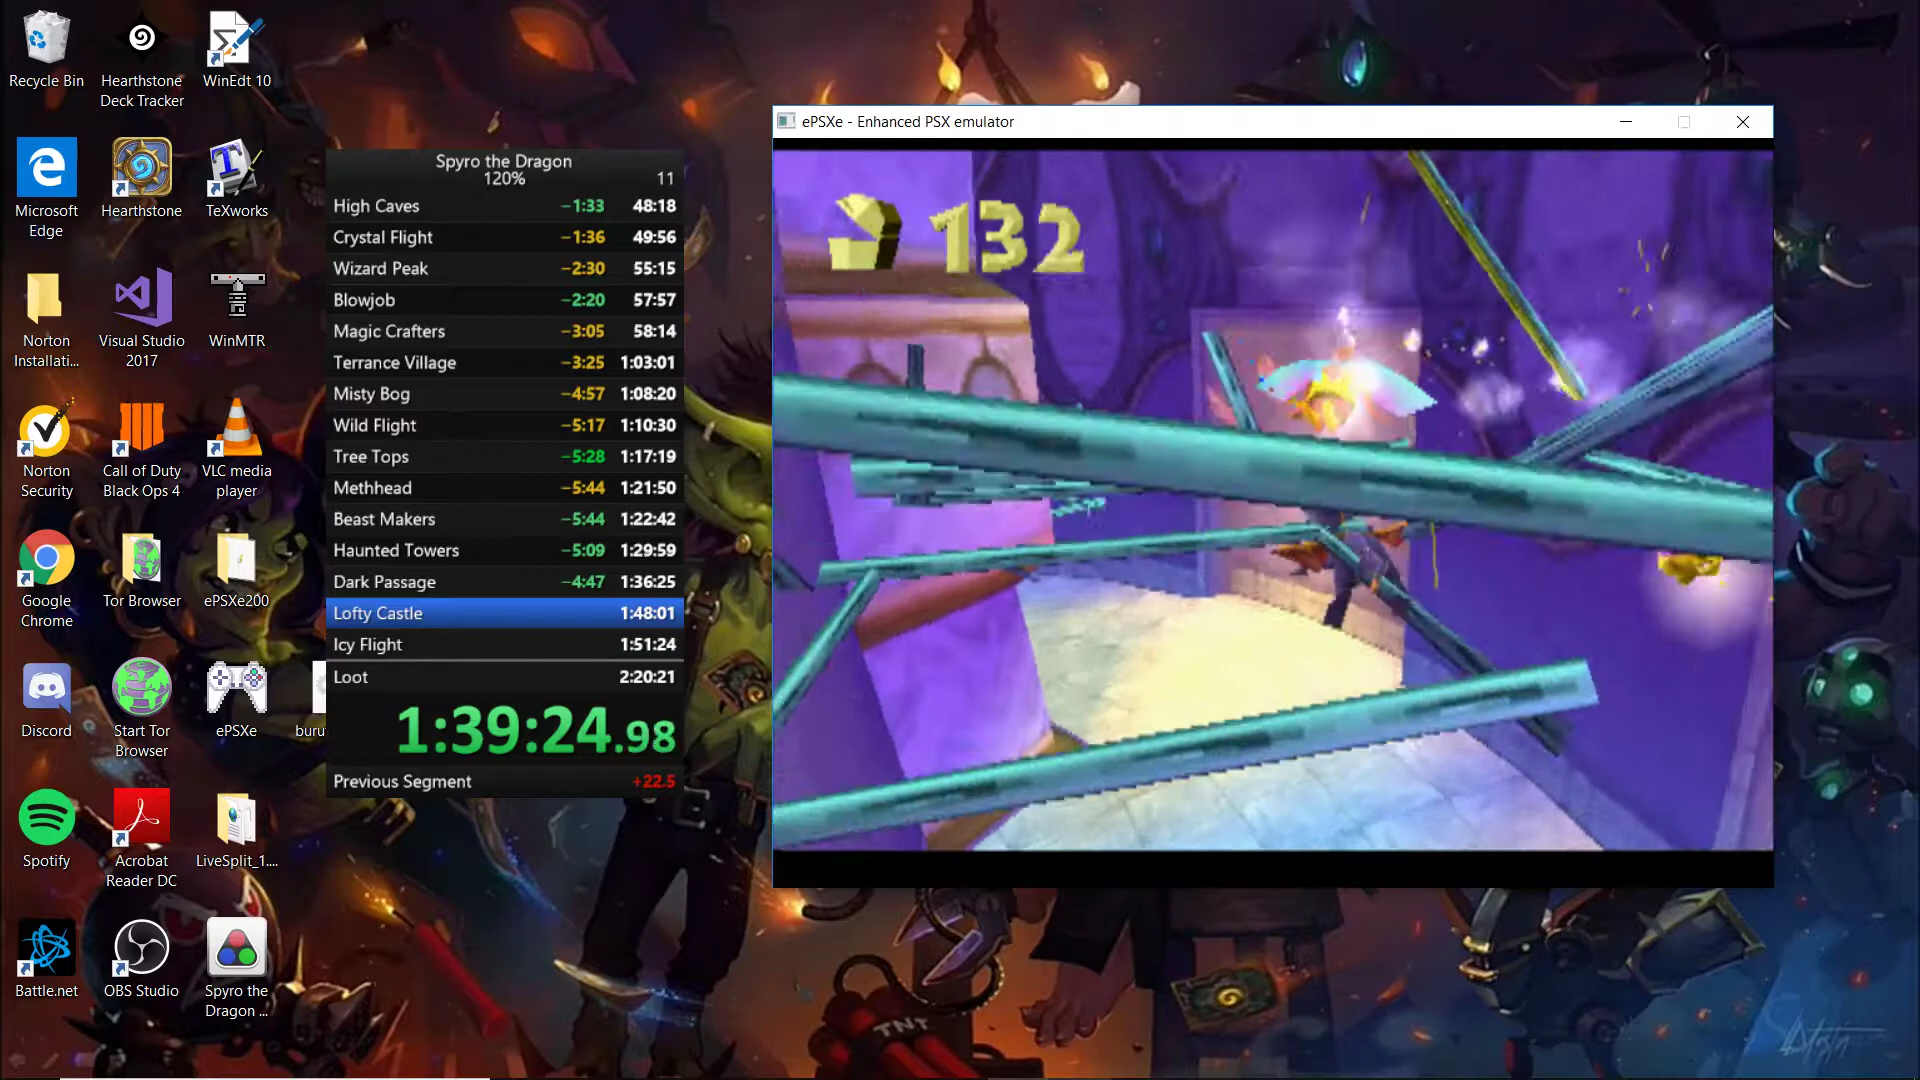 Recycle Bin
Hearthstone
Deck Tracker
WinEdt 10
Microsoft
Edge
Hearthstone
TeXworks
Norton
Installati...
Visual Studio
2017
WinMTR
Norton
Security
Call of Duty
Black Ops 4
VLC media
player
Google
Chrome
Tor Browser
ePSXe200
Discord
Start Tor
Browser
ePSXe
buru
Spotify
Acrobat
Reader DC
LiveSplit_1....
Battle.net
OBS Studio
Spyro the
Dragon ...
Spyro the Dragon
120% 11
High Caves −1:33 48:18
Crystal Flight −1:36 49:56
Wizard Peak −2:30 55:15
Blowjob −2:20 57:57
Magic Crafters −3:05 58:14
Terrance Village −3:25 1:03:01
Misty Bog −4:57 1:08:20
Wild Flight −5:17 1:10:30
Tree Tops −5:28 1:17:19
Methhead −5:44 1:21:50
Beast Makers −5:44 1:22:42
Haunted Towers −5:09 1:29:59
Dark Passage −4:47 1:36:25
Lofty Castle 1:48:01
Icy Flight 1:51:24
Loot 2:20:21
1:39:24.98
Previous Segment +22.5
ePSXe - Enhanced PSX emulator
132
TNT